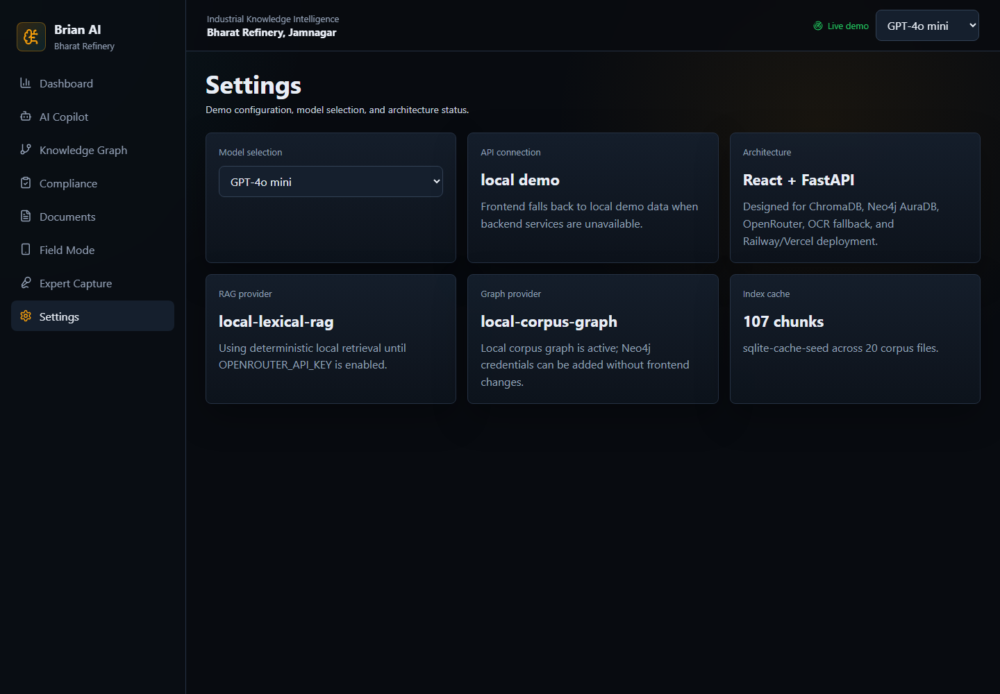 Brian AI
Bharat Refinery
Dashboard
AI Copilot
Knowledge Graph
Compliance
Documents
Field Mode
Expert Capture
Settings
Industrial Knowledge Intelligence
Bharat Refinery, Jamnagar
Live demo
GPT-4o mini
Settings
Demo configuration, model selection, and architecture status.
Model selection
GPT-4o mini
API connection
local demo
Frontend falls back to local demo data when
backend services are unavailable.
Architecture
React + FastAPI
Designed for ChromaDB, Neo4j AuraDB,
OpenRouter, OCR fallback, and
Railway/Vercel deployment.
RAG provider
local-lexical-rag
Using deterministic local retrieval until
OPENROUTER_API_KEY is enabled.
Graph provider
local-corpus-graph
Local corpus graph is active; Neo4j
credentials can be added without frontend
changes.
Index cache
107 chunks
sqlite-cache-seed across 20 corpus files.